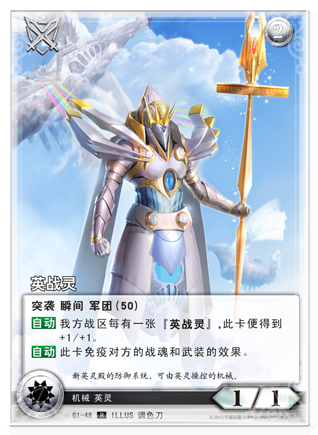 2
英战灵
突袭 瞬间 军团(50)
自动 我方战区每有一张『英战灵』,此卡便得到
+1/+1。
自动 此卡免疫对方的战魂和武装的效果。
新英灵殿的防御系统，可由英灵操控的机械。
机械 英灵
1/1
G1-48 ILLUS 调色刀